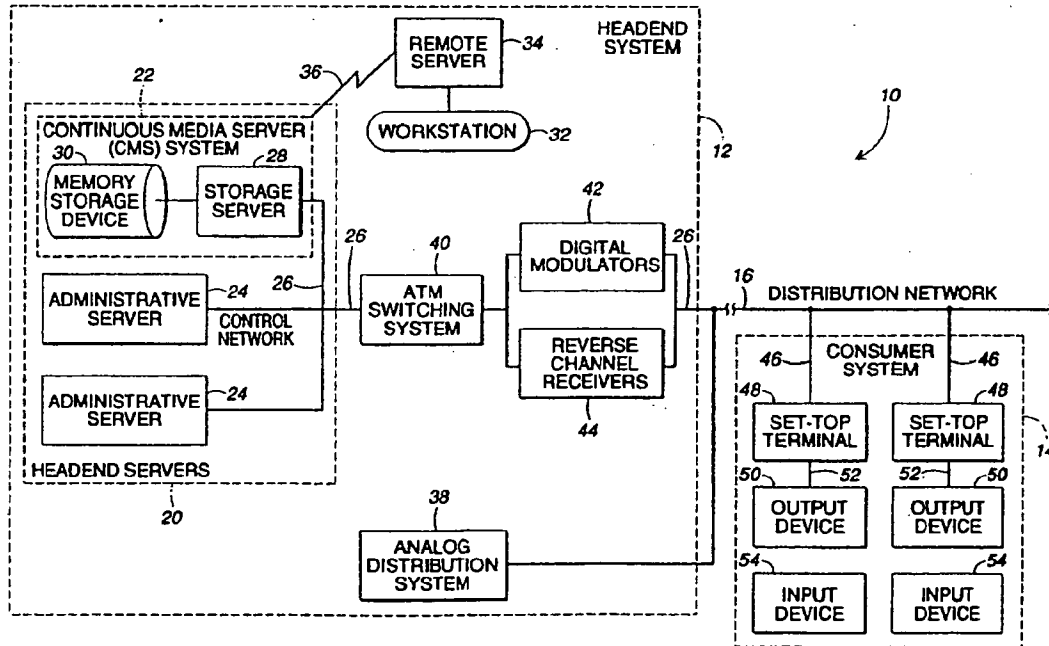 HEADEND
SYSTEM
REMOTE
SERVER
34
36
22
WORKSTATION
32
10
12
CONTINUOUS MEDIA SERVER
(CMS) SYSTEM
30
28
MEMORY
STORAGE
DEVICE
STORAGE
SERVER
42
DIGITAL
MODULATORS
26
40
26
26
16
DISTRIBUTION NETWORK
ADMINISTRATIVE
SERVER
24
CONTROL
NETWORK
ATM
SWITCHING
SYSTEM
REVERSE
CHANNEL
RECEIVERS
44
CONSUMER
SYSTEM
46
46
ADMINISTRATIVE
SERVER
24
48
48
SET-TOP
TERMINAL
SET-TOP
TERMINAL
14
HEADEND SERVERS
20
50
52
52
50
OUTPUT
DEVICE
OUTPUT
DEVICE
38
ANALOG
DISTRIBUTION
SYSTEM
54
54
INPUT
DEVICE
INPUT
DEVICE